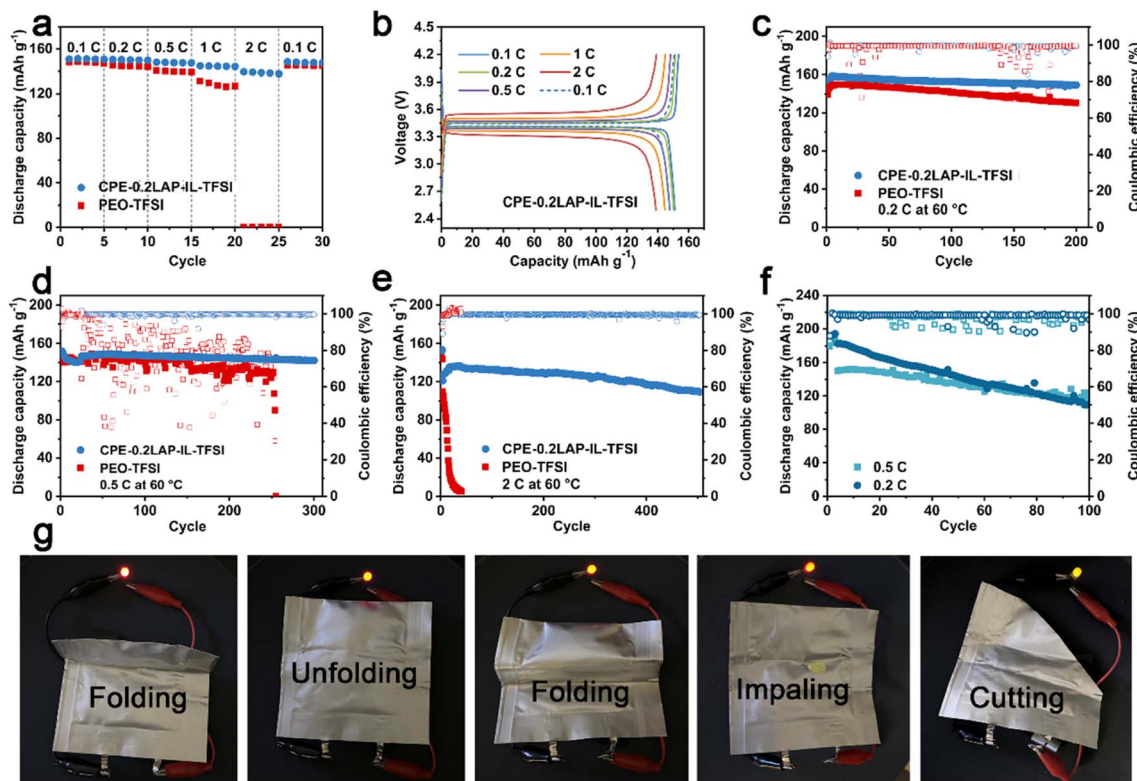 a
0.1 C 0.2 C 0.5 C 1 C 2 C 0.1 C
Discharge capacity (mAh g⁻¹)
180
150
120
90
60
30
0
CPE-0.2LAP-IL-TFSI
PEO-TFSI
0 5 10 15 20 25 30
Cycle
b
Voltage (V)
4.5
4.2
3.9
3.6
3.3
3.0
2.7
2.4
0.1 C 1 C
0.2 C 2 C
0.5 C 0.1 C
CPE-0.2LAP-IL-TFSI
0 20 40 60 80 100 120 140 160
Capacity (mAh g⁻¹)
c
Discharge capacity (mAh g⁻¹)
200
160
120
80
40
0
CPE-0.2LAP-IL-TFSI
PEO-TFSI
0.2 C at 60 °C
0 50 100 150 200
Cycle
100
80
60
40
20
0
Coulombic efficiency (%)
d
Discharge capacity (mAh g⁻¹)
200
160
120
80
40
0
CPE-0.2LAP-IL-TFSI
PEO-TFSI
0.5 C at 60 °C
0 100 200 300
Cycle
100
80
60
40
20
0
Coulombic efficiency (%)
e
Discharge capacity (mAh g⁻¹)
200
160
120
80
40
0
CPE-0.2LAP-IL-TFSI
PEO-TFSI
2 C at 60 °C
0 200 400
Cycle
100
80
60
40
20
0
Coulombic efficiency (%)
f
Discharge capacity (mAh g⁻¹)
240
200
160
120
80
40
0
0.5 C
0.2 C
0 20 40 60 80 100
Cycle
100
80
60
40
20
0
Coulombic efficiency (%)
g
Folding
Unfolding
Folding
Impaling
Cutting